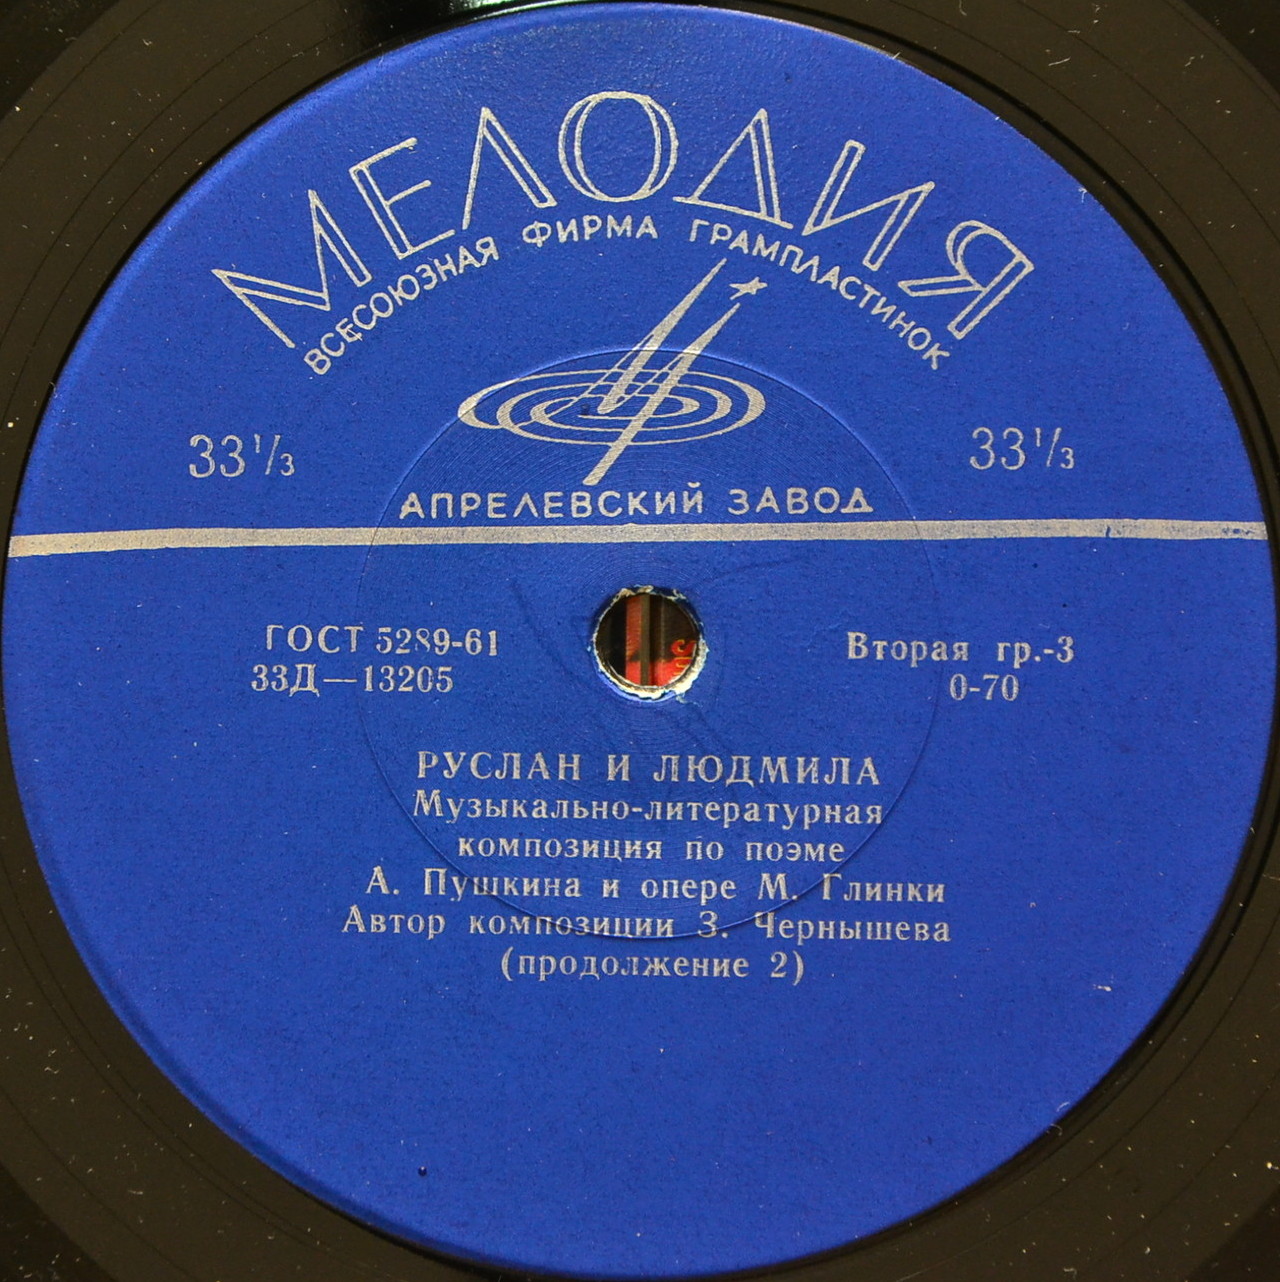 МЕЛОДИЯ
ВСЕСОЮЗНАЯ ФИРМА ГРАМПЛАСТИНОК
33⅓ 33⅓
АПРЕЛЕВСКИЙ ЗАВОД
ГОСТ 5289-61 Вторая гр.-3
33Д—13205 0-70
РУСЛАН И ЛЮДМИЛА
Музыкально-литературная
композиция по поэме
А. Пушкина и опере М. Глинки
Автор композиции З. Чернышева
(продолжение 2)